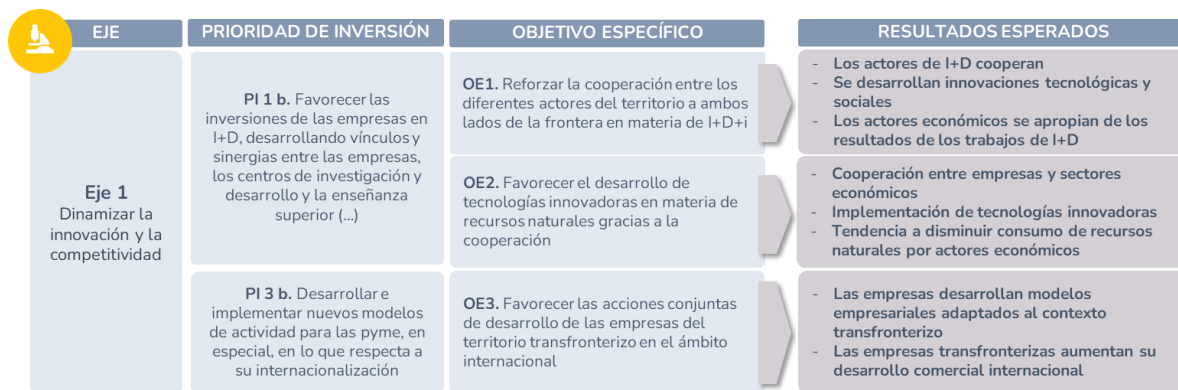 EJE
PRIORIDAD DE INVERSIÓN
OBJETIVO ESPECÍFICO
RESULTADOS ESPERADOS
Eje 1
Dinamizar la
innovación y la
competitividad
PI 1 b. Favorecer las
inversiones de las empresas en
I+D, desarrollando vínculos y
sinergias entre las empresas,
los centros de investigación y
desarrollo y la enseñanza
superior (...)
OE1. Reforzar la cooperación entre los
diferentes actores del territorio a ambos
lados de la frontera en materia de I+D+i
- Los actores de I+D cooperan
- Se desarrollan innovaciones tecnológicas y
sociales
- Los actores económicos se apropian de los
resultados de los trabajos de I+D
OE2. Favorecer el desarrollo de
tecnologías innovadoras en materia de
recursos naturales gracias a la
cooperación
- Cooperación entre empresas y sectores
económicos
- Implementación de tecnologías innovadoras
- Tendencia a disminuir consumo de recursos
naturales por actores económicos
PI 3 b. Desarrollar e
implementar nuevos modelos
de actividad para las pyme, en
especial, en lo que respecta a
su internacionalización
OE3. Favorecer las acciones conjuntas
de desarrollo de las empresas del
territorio transfronterizo en el ámbito
internacional
- Las empresas desarrollan modelos
empresariales adaptados al contexto
transfronterizo
- Las empresas transfronterizas aumentan su
desarrollo comercial internacional